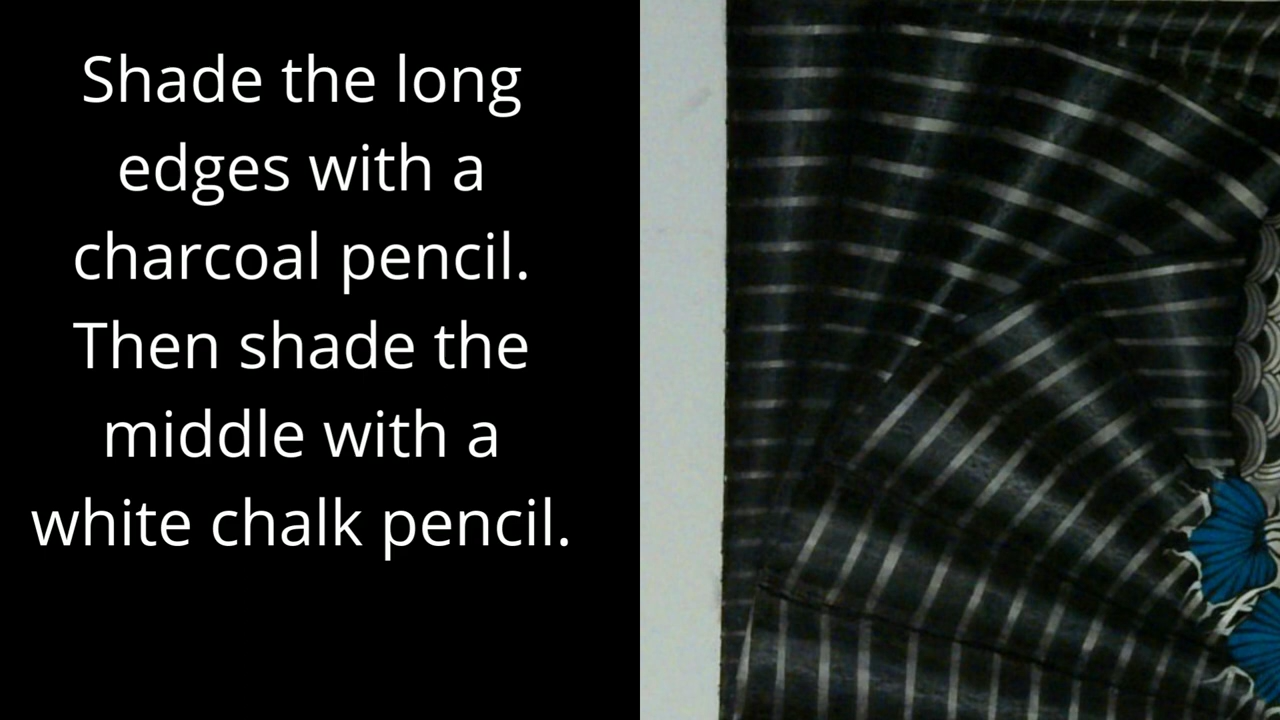 Shade the long
edges with a
charcoal pencil.
Then shade the
middle with a
white chalk pencil.